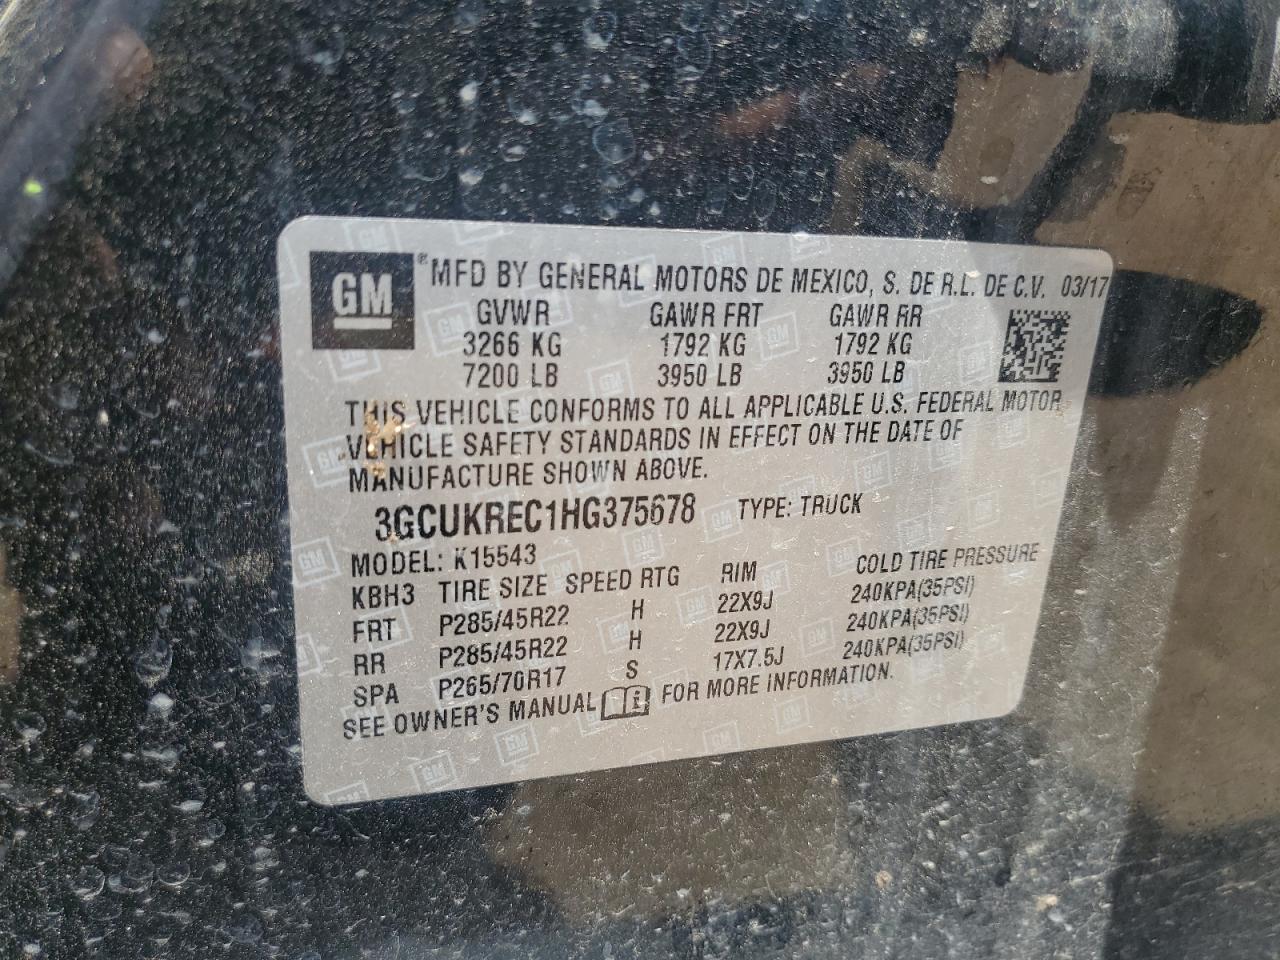 GM ® MFD BY GENERAL MOTORS DE MEXICO, S. DE R.L. DE C.V. 03/17
GVWR GAWR FRT GAWR RR
3266 KG 1792 KG 1792 KG
7200 LB 3950 LB 3950 LB
THIS VEHICLE CONFORMS TO ALL APPLICABLE U.S. FEDERAL MOTOR
VEHICLE SAFETY STANDARDS IN EFFECT ON THE DATE OF
MANUFACTURE SHOWN ABOVE.
3GCUKREC1HG375678 TYPE: TRUCK
MODEL: K15543
KBH3 TIRE SIZE SPEED RTG RIM COLD TIRE PRESSURE
FRT P285/45R22 H 22X9J 240KPA(35PSI)
RR P285/45R22 H 22X9J 240KPA(35PSI)
SPA P265/70R17 S 17X7.5J 240KPA(35PSI)
SEE OWNER'S MANUAL FOR MORE INFORMATION.